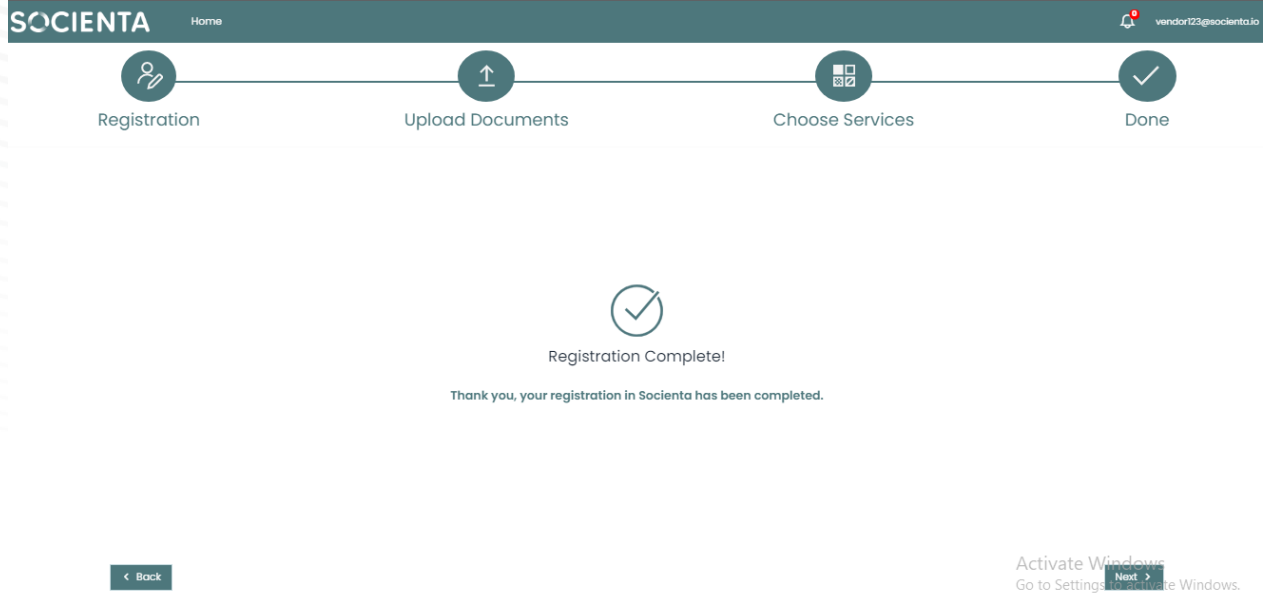 SOCIENTA
Home
0
vendor123@socienta.io
Registration
Upload Documents
Choose Services
Done
Registration Complete!
Thank you, your registration in Socienta has been completed.
< Back
Next >
Activate Windows
Go to Settings to activate Windows.